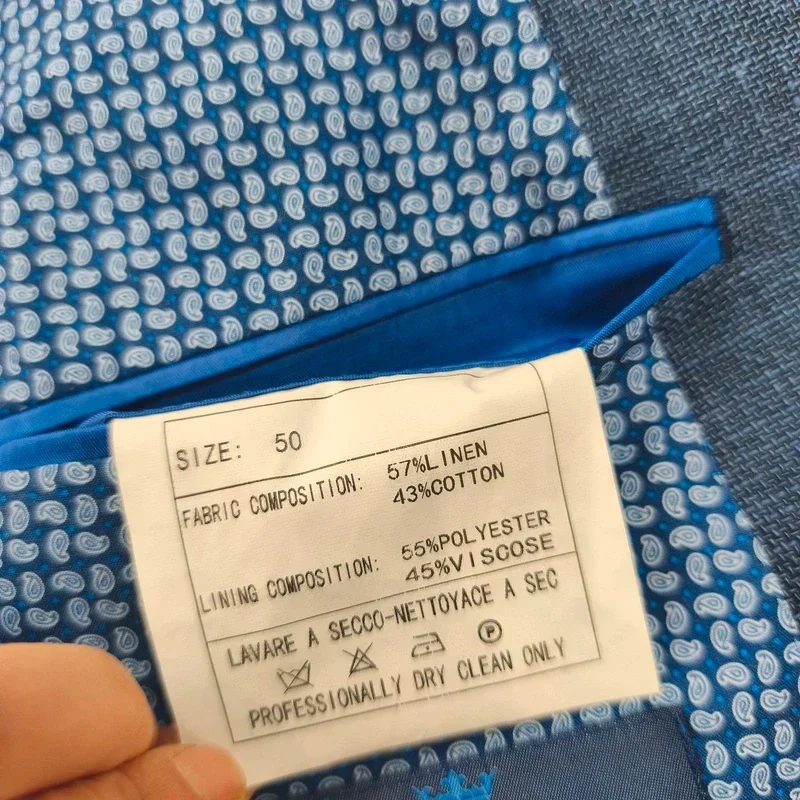 SIZE: 50
FABRIC COMPOSITION: 57%LINEN
43%COTTON
LINING COMPOSITION: 55%POLYESTER
45%VISCOSE
LAVARE A SECCO-NETTOYACE A SEC
P
PROFESSIONALLY DRY CLEAN ONLY